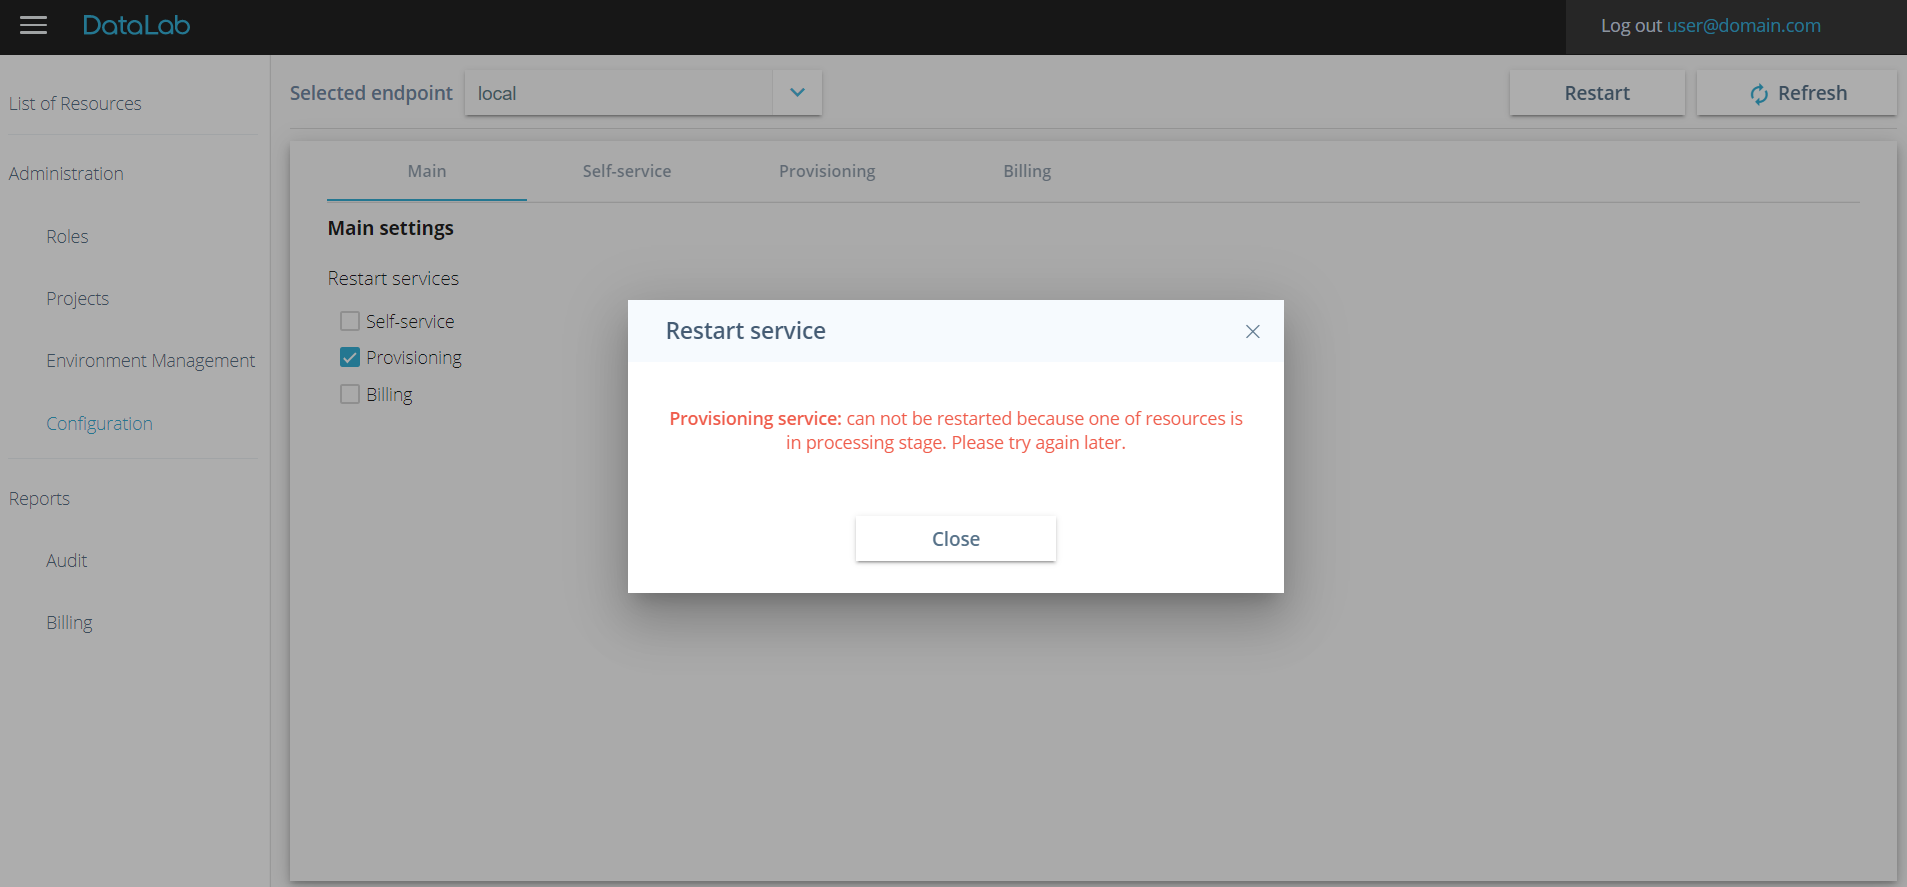 DataLab
Log out user@domain.com
List of Resources
Administration
Roles
Projects
Environment Management
Configuration
Reports
Audit
Billing
Selected endpoint
local
Restart
Refresh
Main
Self-service
Provisioning
Billing
Main settings
Restart services
Self-service
Provisioning
Billing
Restart service
Provisioning service: can not be restarted because one of resources is
in processing stage. Please try again later.
Close